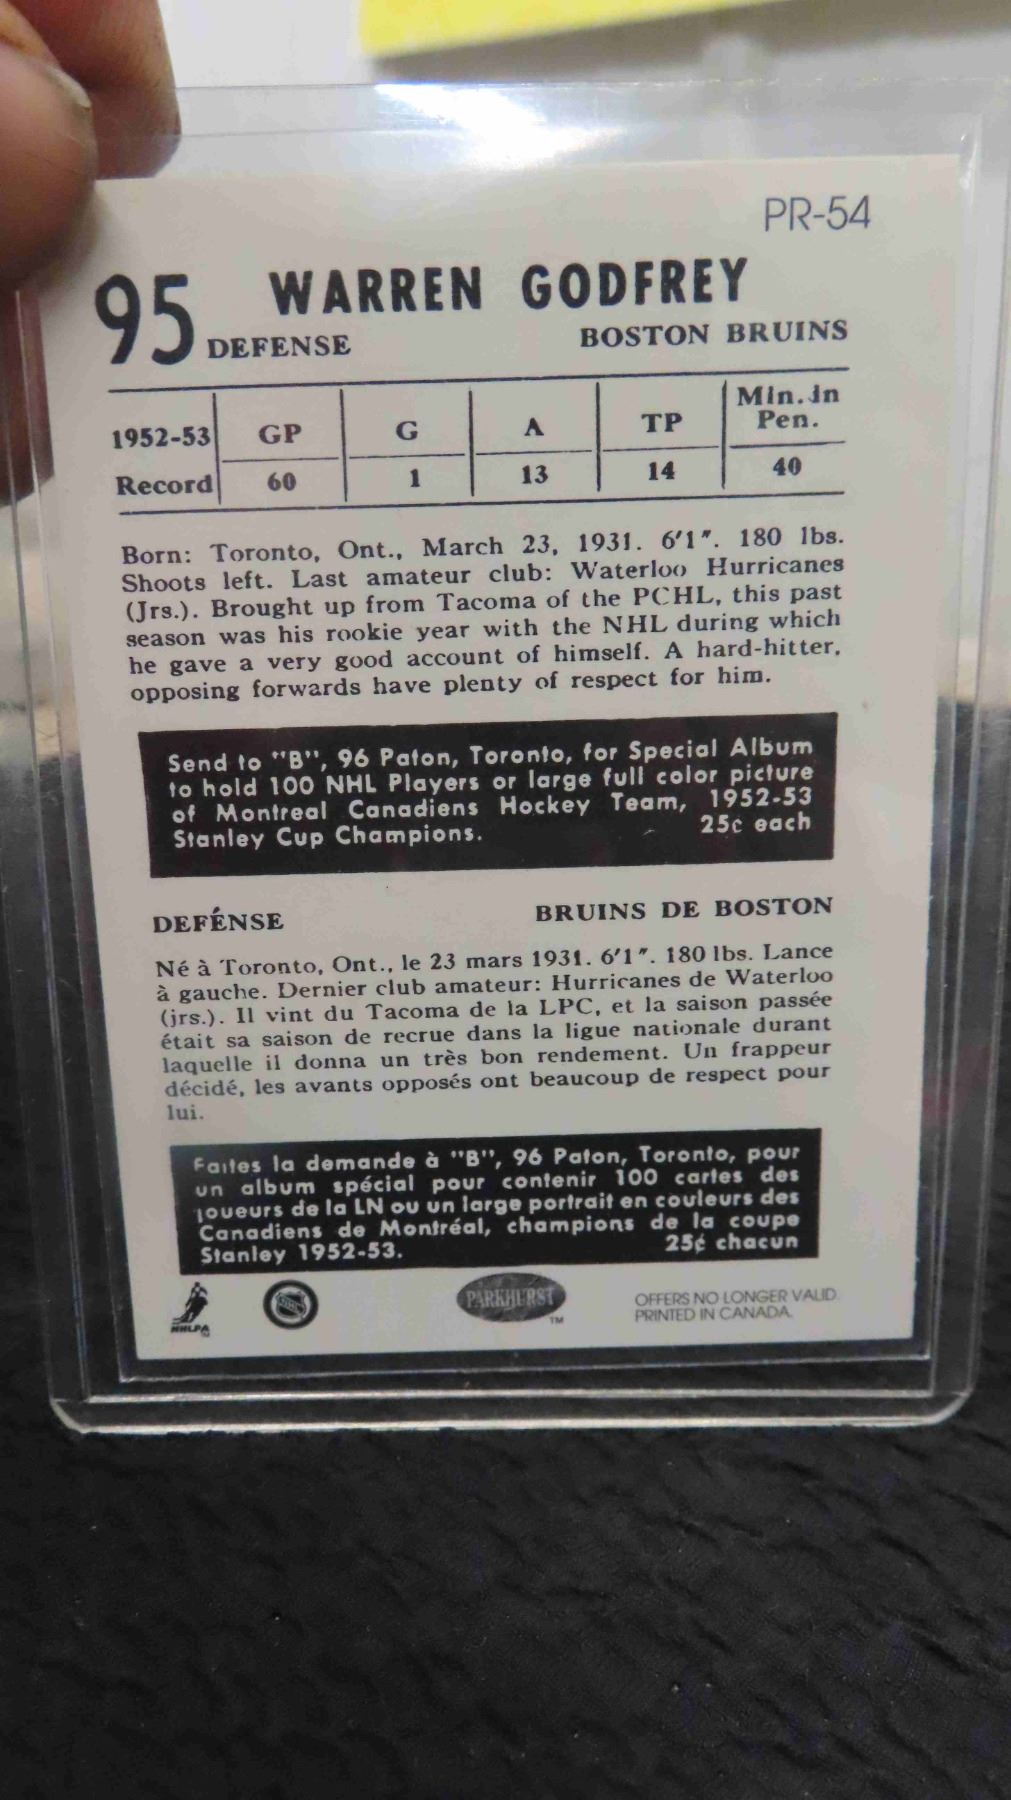 PR-54
95 WARREN GODFREY
DEFENSE BOSTON BRUINS
1952-53 GP G A TP Min. in Pen.
Record 60 1 13 14 40
Born: Toronto, Ont., March 23, 1931. 6'1". 180 lbs.
Shoots left. Last amateur club: Waterloo Hurricanes
(Jrs.). Brought up from Tacoma of the PCHL, this past
season was his rookie year with the NHL during which
he gave a very good account of himself. A hard-hitter,
opposing forwards have plenty of respect for him.
Send to "B", 96 Paton, Toronto, for Special Album
to hold 100 NHL Players or large full color picture
of Montreal Canadiens Hockey Team, 1952-53
Stanley Cup Champions. 25c each
DEFÉNSE BRUINS DE BOSTON
Né à Toronto, Ont., le 23 mars 1931. 6'1". 180 lbs. Lance
à gauche. Dernier club amateur: Hurricanes de Waterloo
(jrs.). Il vint du Tacoma de la LPC, et la saison passée
était sa saison de recrue dans la ligue nationale durant
laquelle il donna un très bon rendement. Un frappeur
décidé, les avants opposés ont beaucoup de respect pour
lui.
Faites la demande à "B", 96 Paton, Toronto, pour
un album spécial pour contenir 100 cartes des
joueurs de la LN ou un large portrait en couleurs des
Canadiens de Montréal, champions de la coupe
Stanley 1952-53. 25¢ chacun
NHLPA NHL PARKHURST TM OFFERS NO LONGER VALID.
PRINTED IN CANADA.